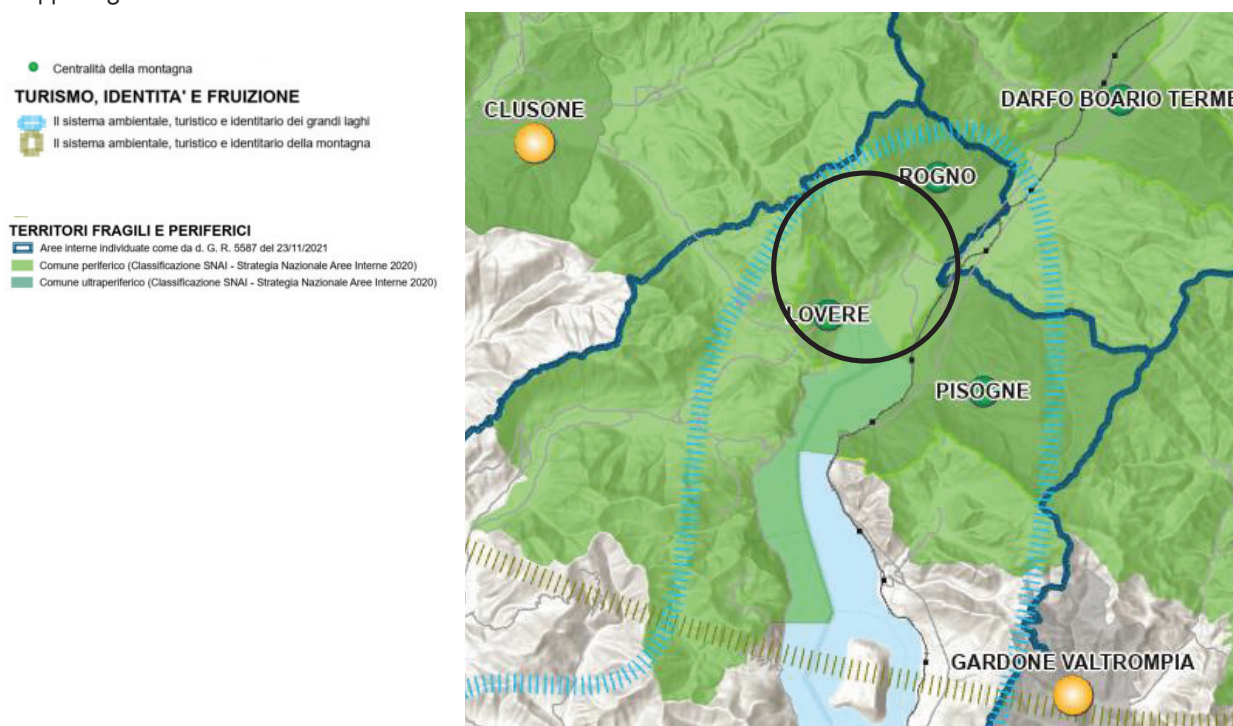 Centralità della montagna
TURISMO, IDENTITA' E FRUIZIONE
Il sistema ambientale, turistico e identitario dei grandi laghi
Il sistema ambientale, turistico e identitario della montagna
TERRITORI FRAGILI E PERIFERICI
Aree interne individuate come da d. G. R. 5587 del 23/11/2021
Comune periferico (Classificazione SNAI - Strategia Nazionale Aree Interne 2020)
Comune ultraperiferico (Classificazione SNAI - Strategia Nazionale Aree Interne 2020)
CLUSONE
DARFO BOARIO TERME
ROGNO
LOVERE
PISOGNE
GARDONE VALTROMPIA